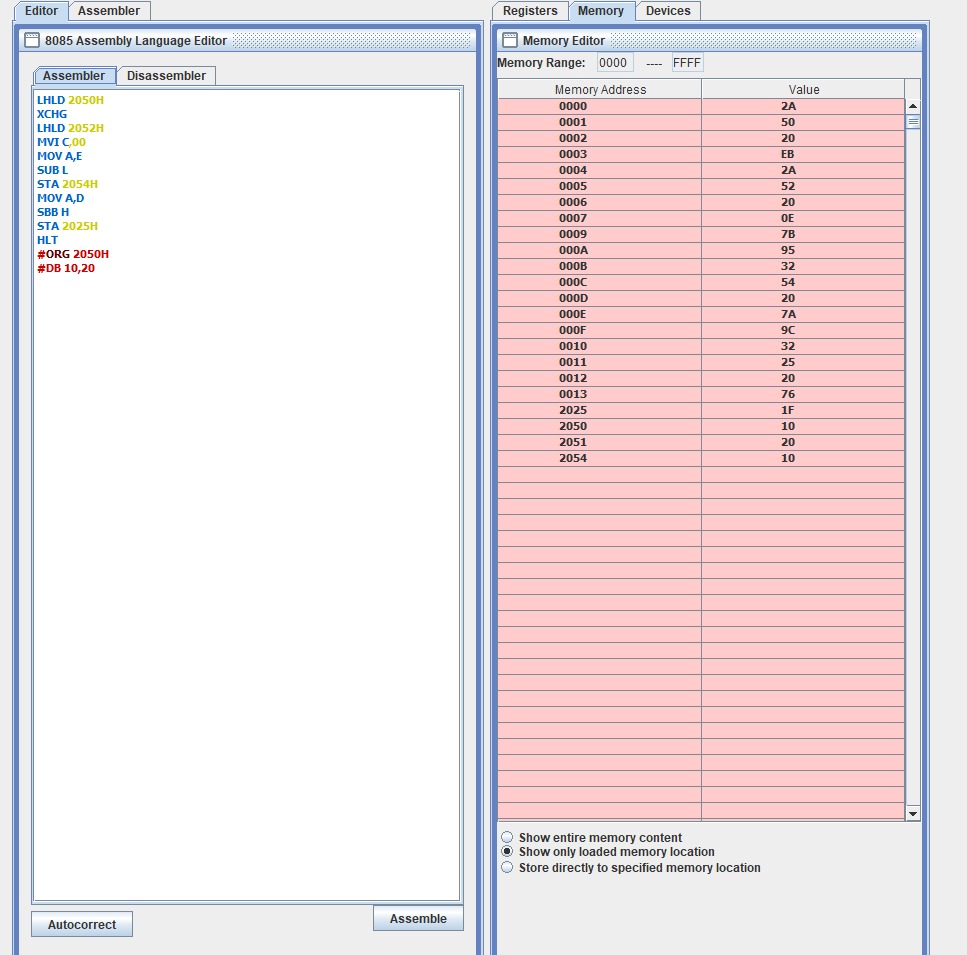 Editor Assembler
8085 Assembly Language Editor
Assembler Disassembler
LHLD 2050H
XCHG
LHLD 2052H
MVI C,00
MOV A,E
SUB L
STA 2054H
MOV A,D
SBB H
STA 2025H
HLT
#ORG 2050H
#DB 10,20
Autocorrect
Assemble
Registers Memory Devices
Memory Editor
Memory Range: 0000 ---- FFFF
Memory Address Value
0000 2A
0001 50
0002 20
0003 EB
0004 2A
0005 52
0006 20
0007 0E
0009 7B
000A 95
000B 32
000C 54
000D 20
000E 7A
000F 9C
0010 32
0011 25
0012 20
0013 76
2025 1F
2050 10
2051 20
2054 10
Show entire memory content
Show only loaded memory location
Store directly to specified memory location